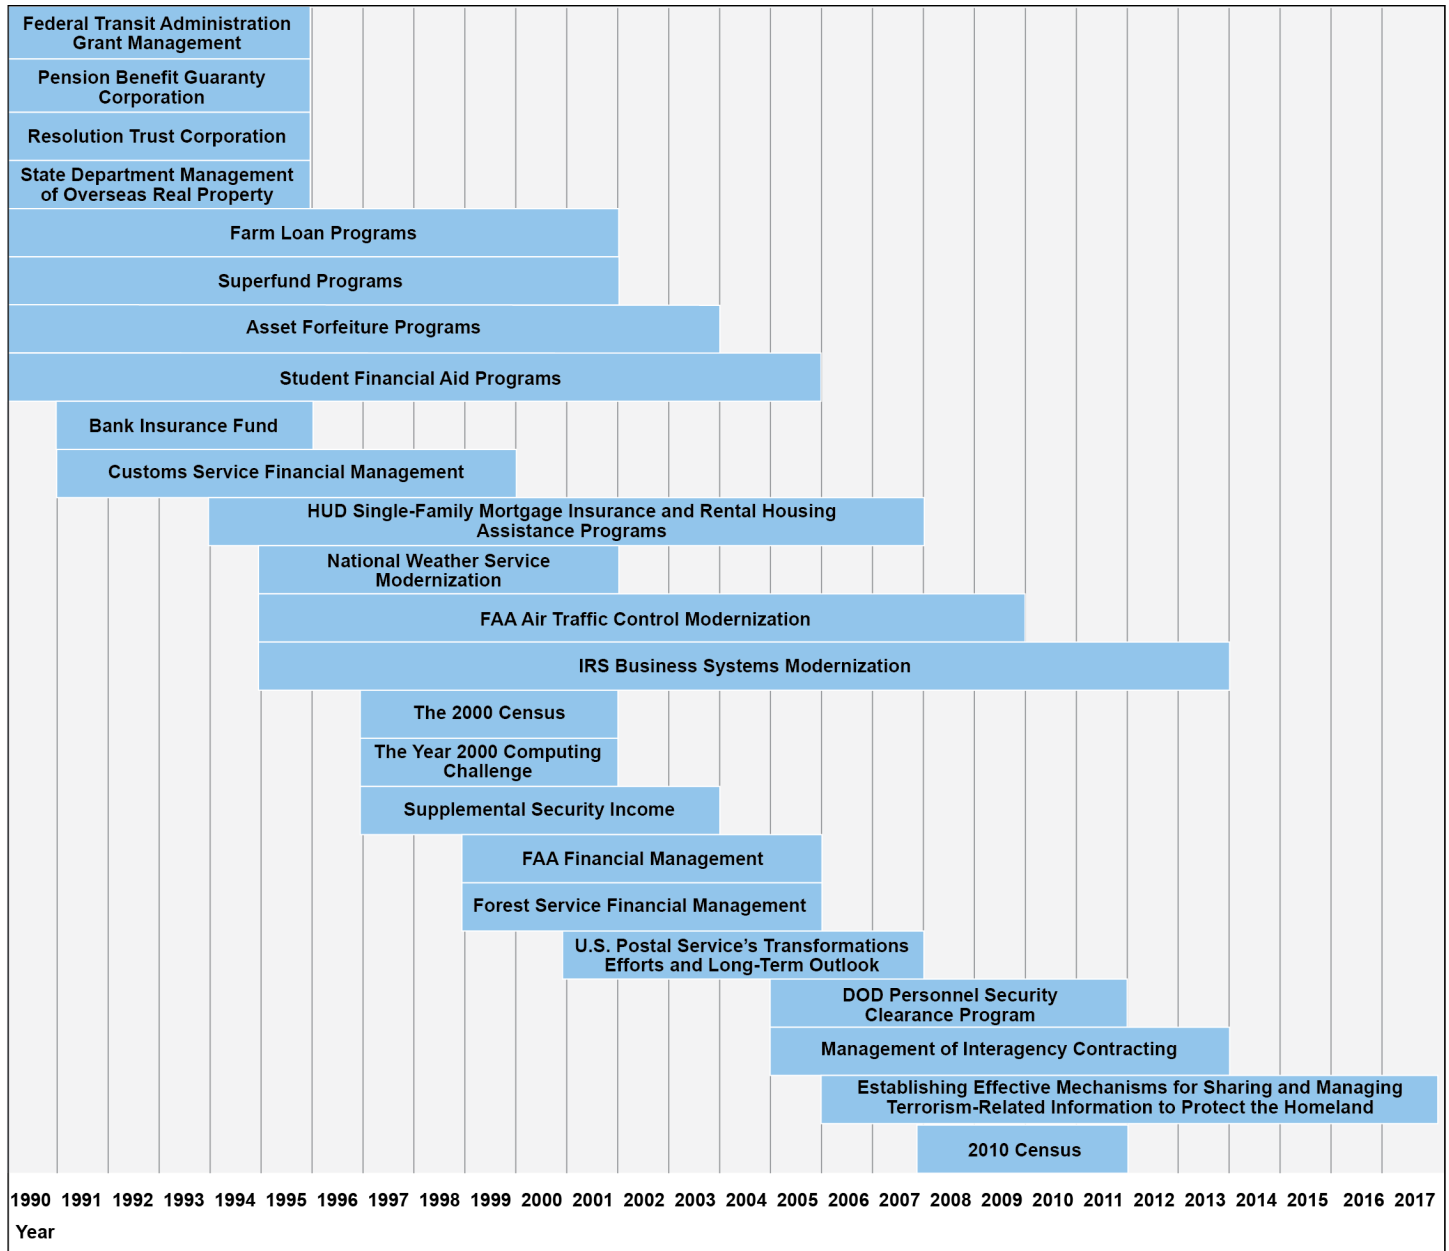 Federal Transit Administration
Grant Management
Pension Benefit Guaranty
Corporation
Resolution Trust Corporation
State Department Management
of Overseas Real Property
Farm Loan Programs
Superfund Programs
Asset Forfeiture Programs
Student Financial Aid Programs
Bank Insurance Fund
Customs Service Financial Management
HUD Single-Family Mortgage Insurance and Rental Housing
Assistance Programs
National Weather Service
Modernization
FAA Air Traffic Control Modernization
IRS Business Systems Modernization
The 2000 Census
The Year 2000 Computing
Challenge
Supplemental Security Income
FAA Financial Management
Forest Service Financial Management
U.S. Postal Service’s Transformations
Efforts and Long-Term Outlook
DOD Personnel Security
Clearance Program
Management of Interagency Contracting
Establishing Effective Mechanisms for Sharing and Managing
Terrorism-Related Information to Protect the Homeland
2010 Census
1990 1991 1992 1993 1994 1995 1996 1997 1998 1999 2000 2001 2002 2003 2004 2005 2006 2007 2008 2009 2010 2011 2012 2013 2014 2015 2016 2017
Year